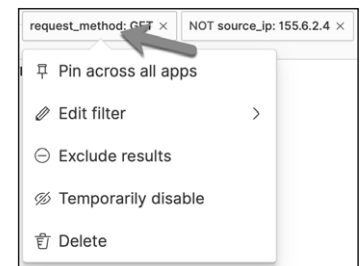 request_method: GET × NOT source_ip: 155.6.2.4 ×
Pin across all apps
Edit filter
Exclude results
Temporarily disable
Delete